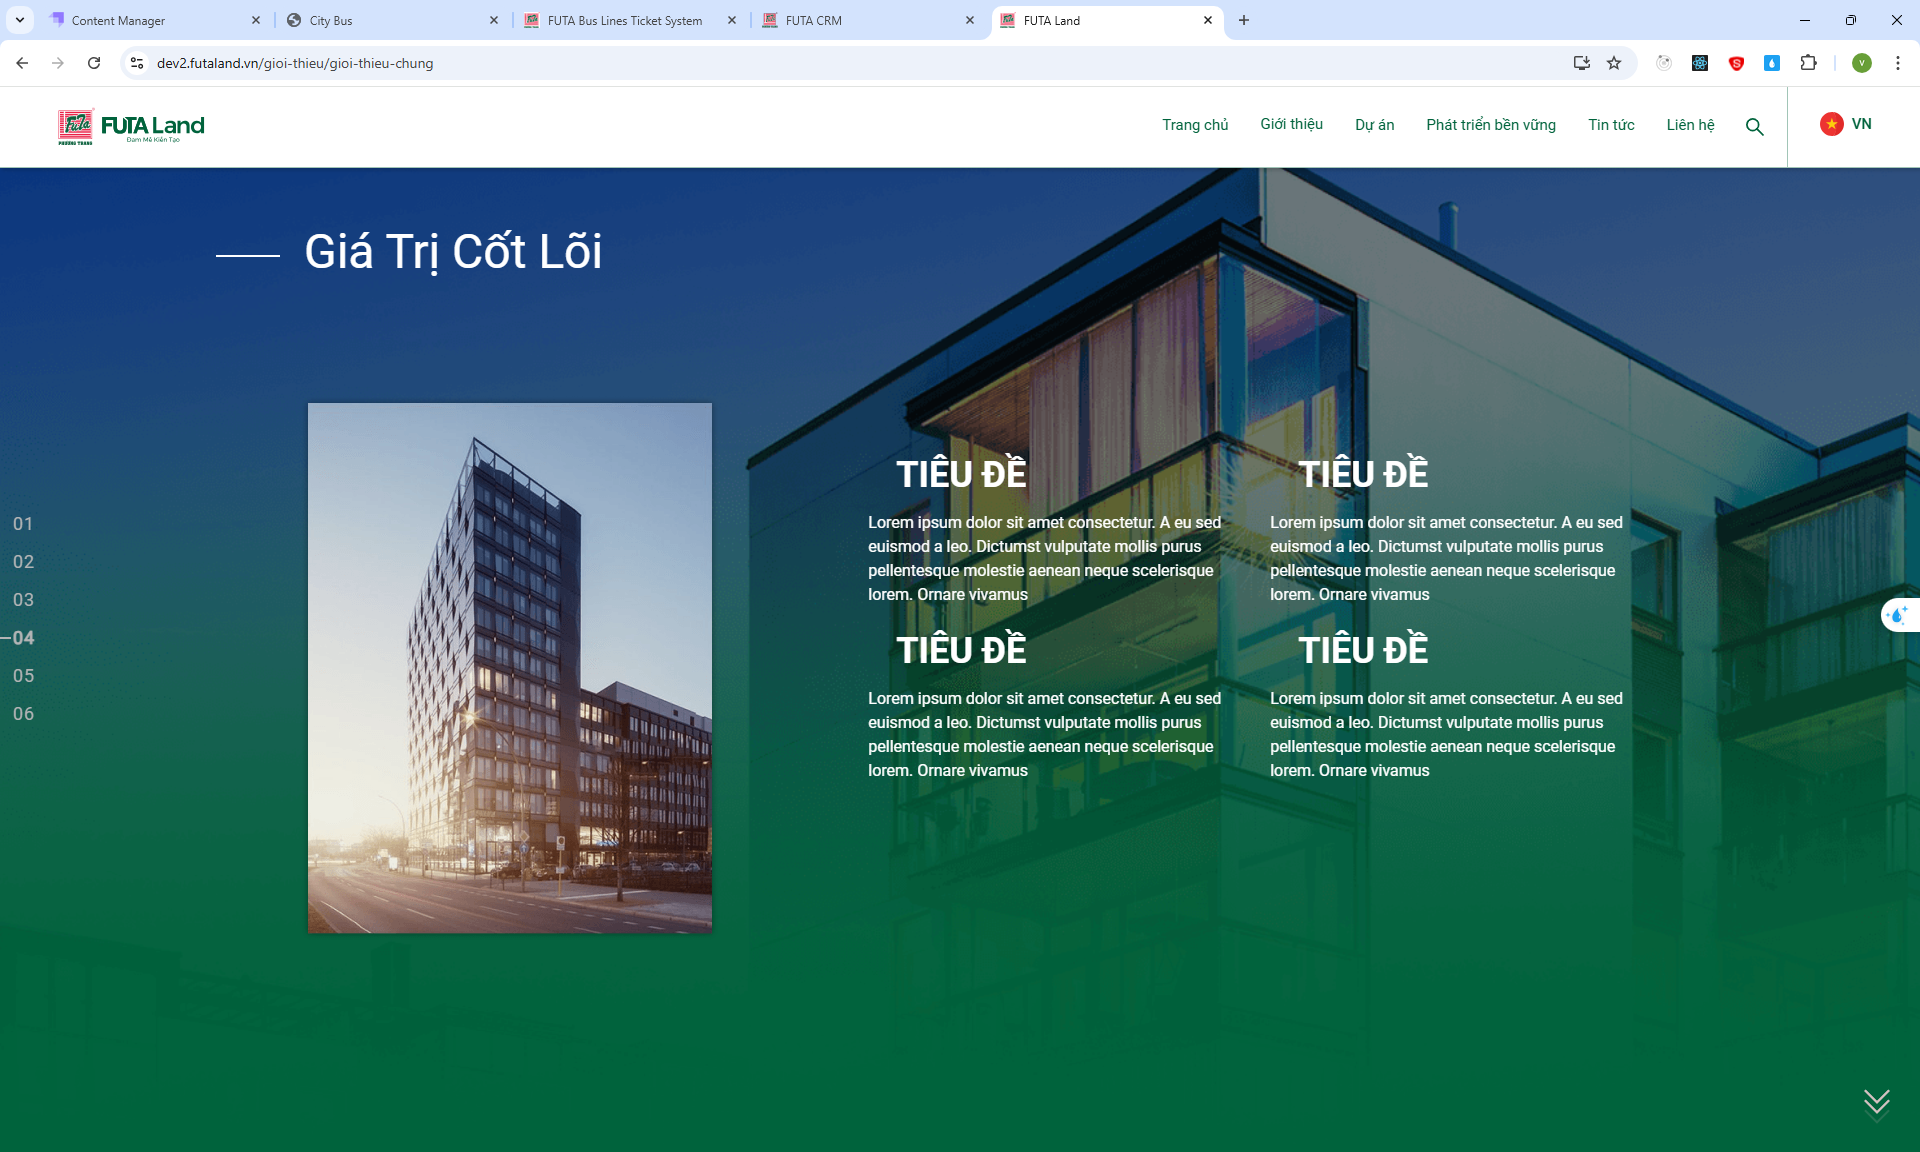 Content Manager
City Bus
FUTA Bus Lines Ticket System
FUTA CRM
FUTA Land
dev2.futaland.vn/gioi-thieu/gioi-thieu-chung
V
FUTA
PHƯƠNG TRANG
FUTA Land
Đam Mê Kiến Tạo
Trang chủ
Giới thiệu
Dự án
Phát triển bền vững
Tin tức
Liên hệ
VN
Giá Trị Cốt Lõi
01
02
03
04
05
06
TIÊU ĐỀ
Lorem ipsum dolor sit amet consectetur. A eu sed
euismod a leo. Dictumst vulputate mollis purus
pellentesque molestie aenean neque scelerisque
lorem. Ornare vivamus
TIÊU ĐỀ
Lorem ipsum dolor sit amet consectetur. A eu sed
euismod a leo. Dictumst vulputate mollis purus
pellentesque molestie aenean neque scelerisque
lorem. Ornare vivamus
TIÊU ĐỀ
Lorem ipsum dolor sit amet consectetur. A eu sed
euismod a leo. Dictumst vulputate mollis purus
pellentesque molestie aenean neque scelerisque
lorem. Ornare vivamus
TIÊU ĐỀ
Lorem ipsum dolor sit amet consectetur. A eu sed
euismod a leo. Dictumst vulputate mollis purus
pellentesque molestie aenean neque scelerisque
lorem. Ornare vivamus